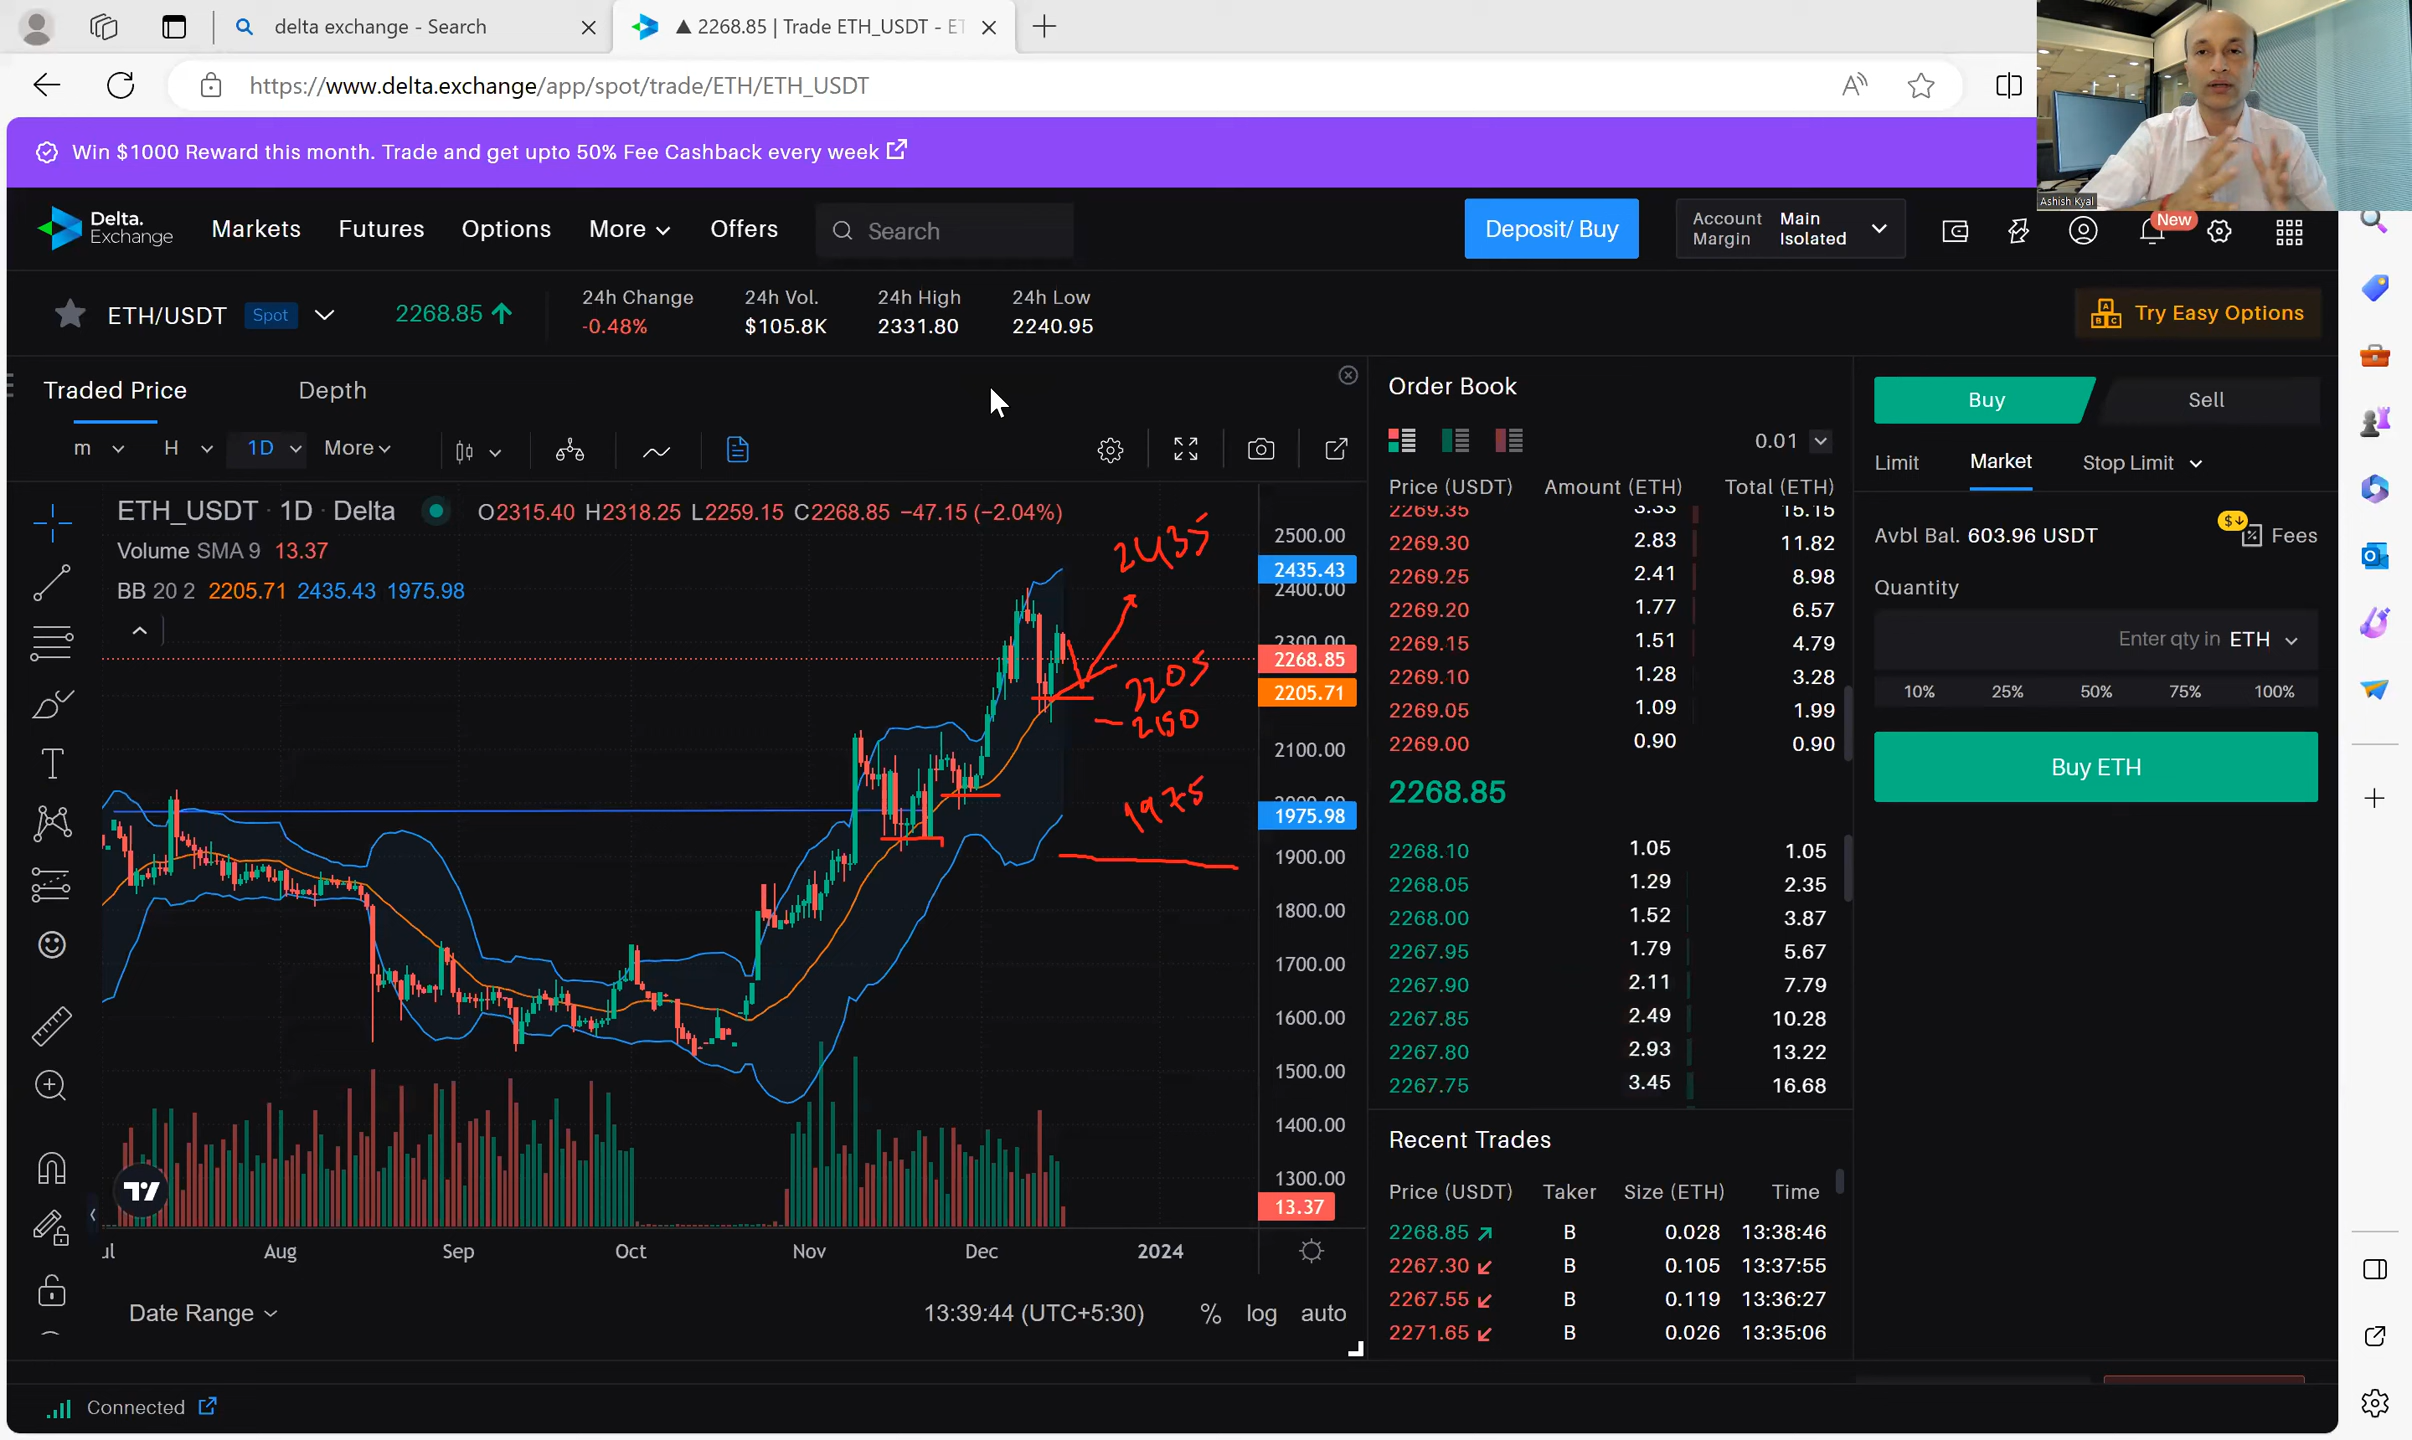 delta exchange - Search
▲ 2268.85 | Trade ETH_USDT - ET
https://www.delta.exchange/app/spot/trade/ETH/ETH_USDT
Ashish Kyal
Win $1000 Reward this month. Trade and get upto 50% Fee Cashback every week
Delta. Exchange
Markets Futures Options More Offers Search
Deposit/ Buy
Account Margin Main Isolated
New
ETH/USDT Spot 2268.85
24h Change -0.48%
24h Vol. $105.8K
24h High 2331.80
24h Low 2240.95
Try Easy Options
Traded Price Depth
m H 1D More
ETH_USDT · 1D · Delta O2315.40 H2318.25 L2259.15 C2268.85 −47.15 (−2.04%)
Volume SMA 9 13.37
BB 20 2 2205.71 2435.43 1975.98
2435
2205
- 2150
1975
2500.00
2435.43
2400.00
2300.00
2268.85
2205.71
2100.00
1975.98
1900.00
1800.00
1700.00
1600.00
1500.00
1400.00
1300.00
13.37
Aug Sep Oct Nov Dec 2024
Date Range
13:39:44 (UTC+5:30) % log auto
Order Book
0.01
Price (USDT) Amount (ETH) Total (ETH)
2269.35 3.33 15.15
2269.30 2.83 11.82
2269.25 2.41 8.98
2269.20 1.77 6.57
2269.15 1.51 4.79
2269.10 1.28 3.28
2269.05 1.09 1.99
2269.00 0.90 0.90
2268.85
2268.10 1.05 1.05
2268.05 1.29 2.35
2268.00 1.52 3.87
2267.95 1.79 5.67
2267.90 2.11 7.79
2267.85 2.49 10.28
2267.80 2.93 13.22
2267.75 3.45 16.68
Recent Trades
Price (USDT) Taker Size (ETH) Time
2268.85 B 0.028 13:38:46
2267.30 B 0.105 13:37:55
2267.55 B 0.119 13:36:27
2271.65 B 0.026 13:35:06
Buy Sell
Limit Market Stop Limit
Avbl Bal. 603.96 USDT
Fees
Quantity
Enter qty in ETH
10% 25% 50% 75% 100%
Buy ETH
Connected